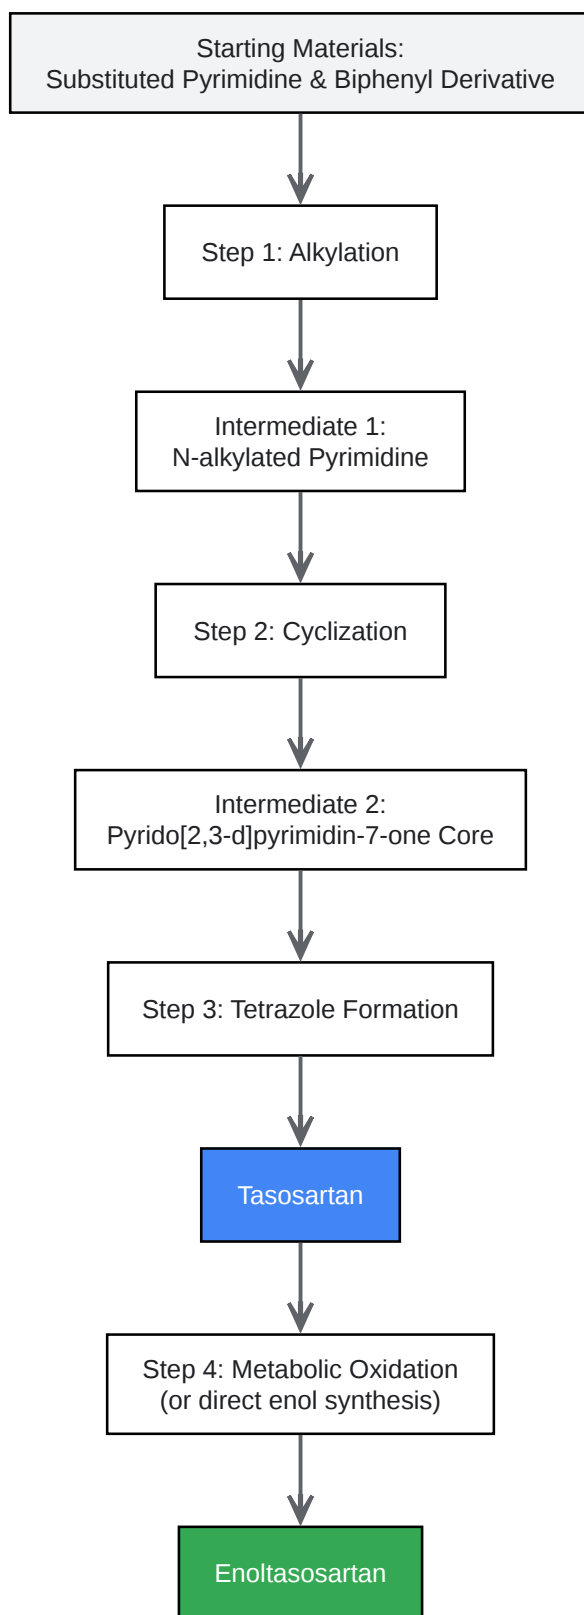 Starting Materials:
Substituted Pyrimidine & Biphenyl Derivative
Step 1: Alkylation
Intermediate 1:
N-alkylated Pyrimidine
Step 2: Cyclization
Intermediate 2:
Pyrido[2,3-d]pyrimidin-7-one Core
Step 3: Tetrazole Formation
Tasosartan
Step 4: Metabolic Oxidation
(or direct enol synthesis)
Enoltasosartan